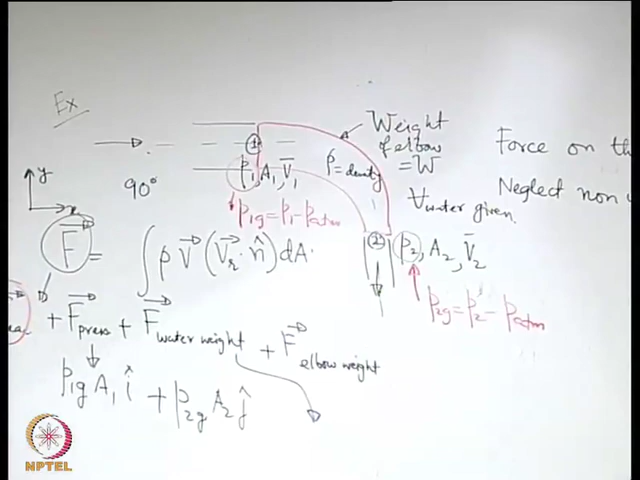 Ex
Weight
of elbow
= W
ρ = density
∀water given.
Force on th
Neglect non
①
p₁, A₁, V̄₁
90°
y
x
p₁g = p₁ - patm
② p₂, A₂, V̄₂
p₂g = p₂ - patm
F⃗ = ∫ρV⃗(V⃗r·n̂)dA
+ F⃗press + F⃗water weight + F⃗elbow weight
p₁g A₁ î + p₂g A₂ ĵ
NPTEL